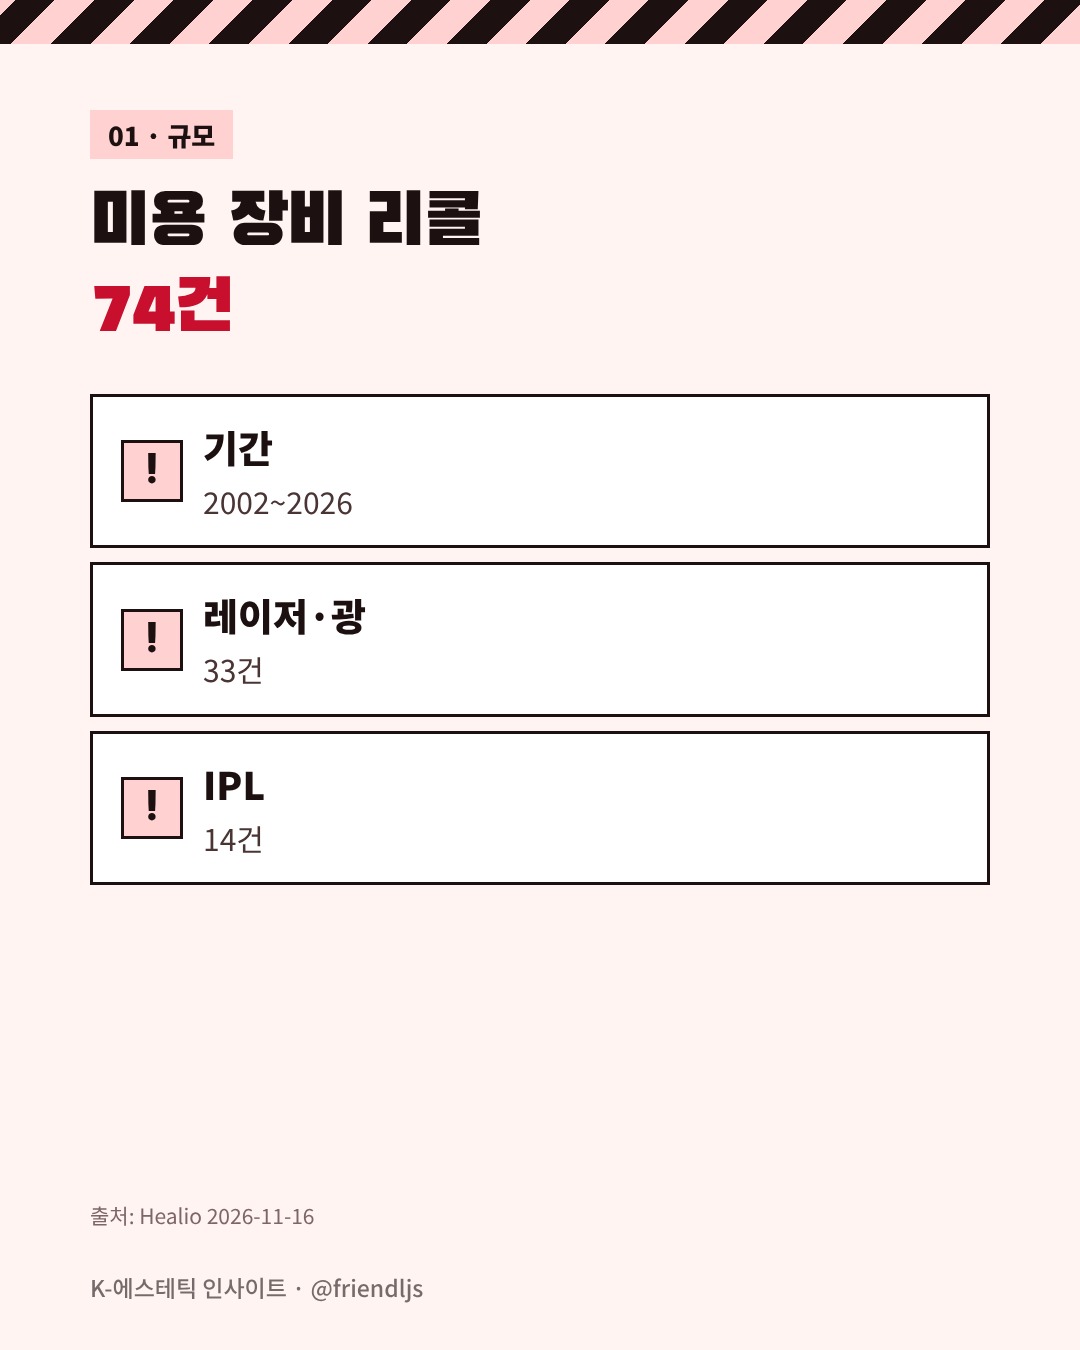 01 · 규모
미용 장비 리콜
74건
!
기간
2002~2026
!
레이저·광
33건
!
IPL
14건
출처: Healio 2026-11-16
K-에스테틱 인사이트 · @friendljs